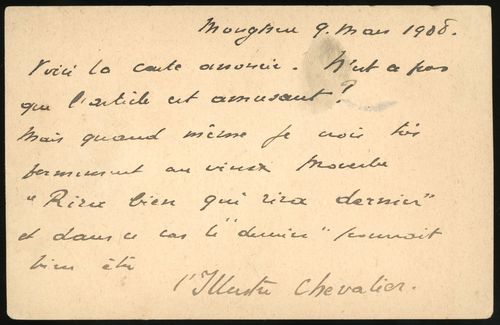 9. Mars 1908.
Voici la carte annoncée. N'est ce pas
que l'article est amusant ?
Mais quand même je crois très
fermement au vieux proverbe
"Rira bien qui rira dernier"
et dans ce cas le "dernier" pourrait
bien être
l'Illustre Chevalier.